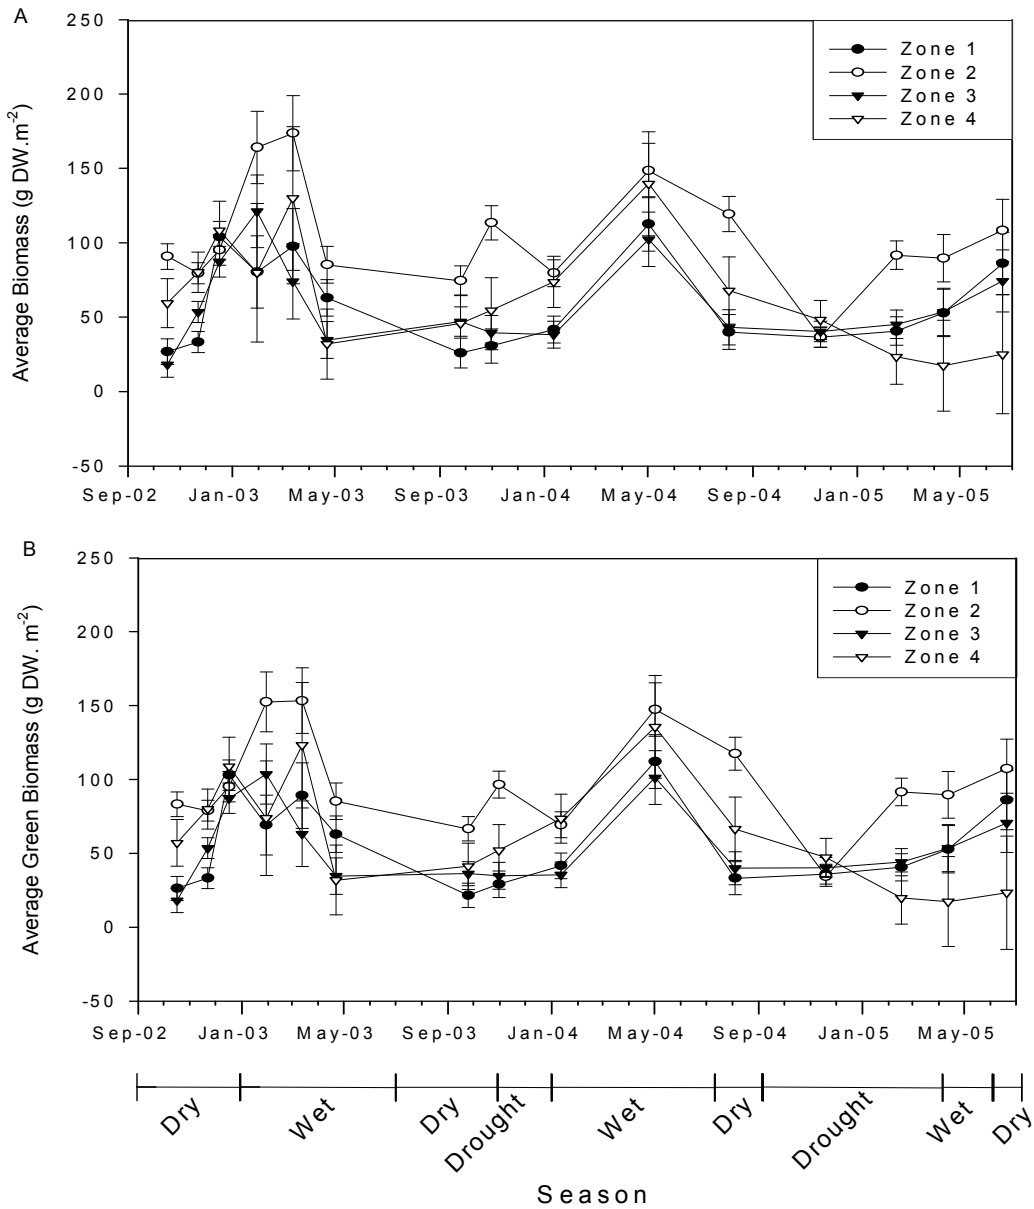 A
250
200
150
100
50
0
-50
Average Biomass (g DW.m-2)
Zone 1
Zone 2
Zone 3
Zone 4
Sep-02 Jan-03 May-03 Sep-03 Jan-04 May-04 Sep-04 Jan-05 May-05
B
250
200
150
100
50
0
-50
Average Green Biomass (g DW. m-2)
Zone 1
Zone 2
Zone 3
Zone 4
Sep-02 Jan-03 May-03 Sep-03 Jan-04 May-04 Sep-04 Jan-05 May-05
Dry Wet Dry Drought Wet Dry Drought Wet Dry
Season